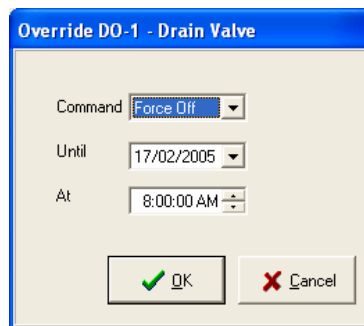 Override DO-1 - Drain Valve
Command Force Off
Until 17/02/2005
At 8:00:00 AM
OK Cancel